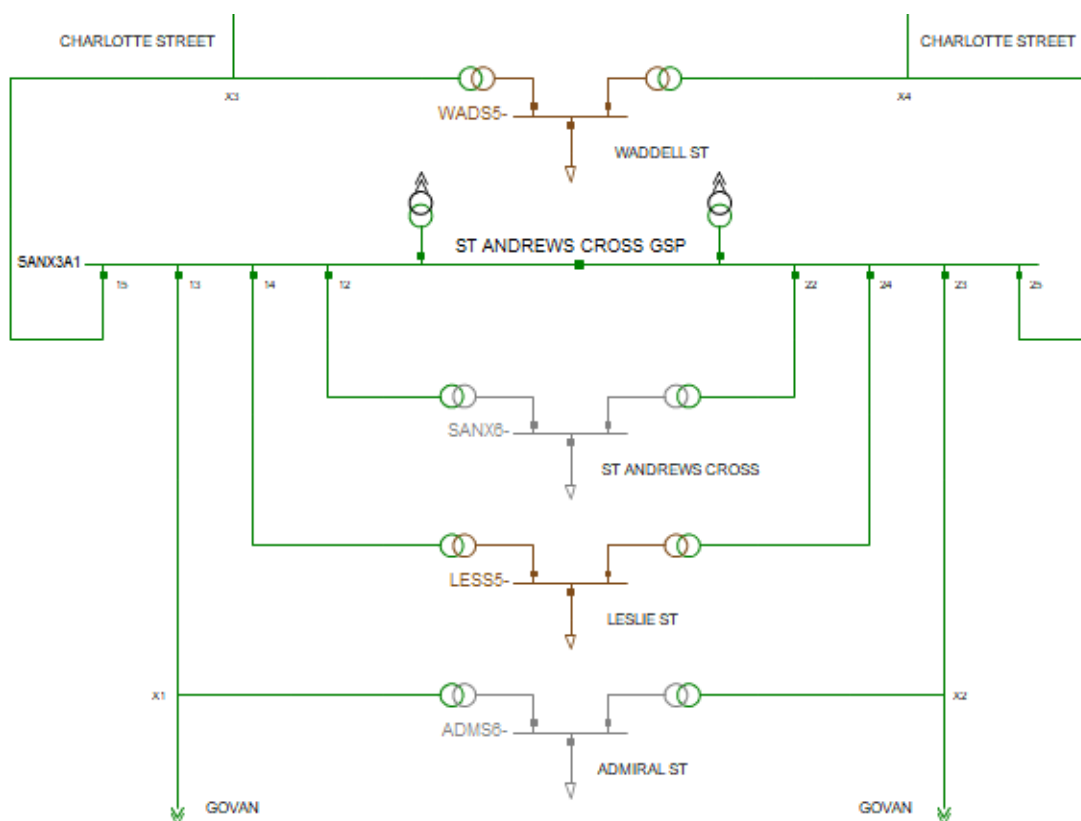 CHARLOTTE STREET
CHARLOTTE STREET
X3
X4
WADS5-
WADDELL ST
ST ANDREWS CROSS GSP
SANX3A1
15
13
14
12
22
24
23
25
SANX6-
ST ANDREWS CROSS
LESS5-
LESLIE ST
X1
X2
ADMS6-
ADMIRAL ST
GOVAN
GOVAN